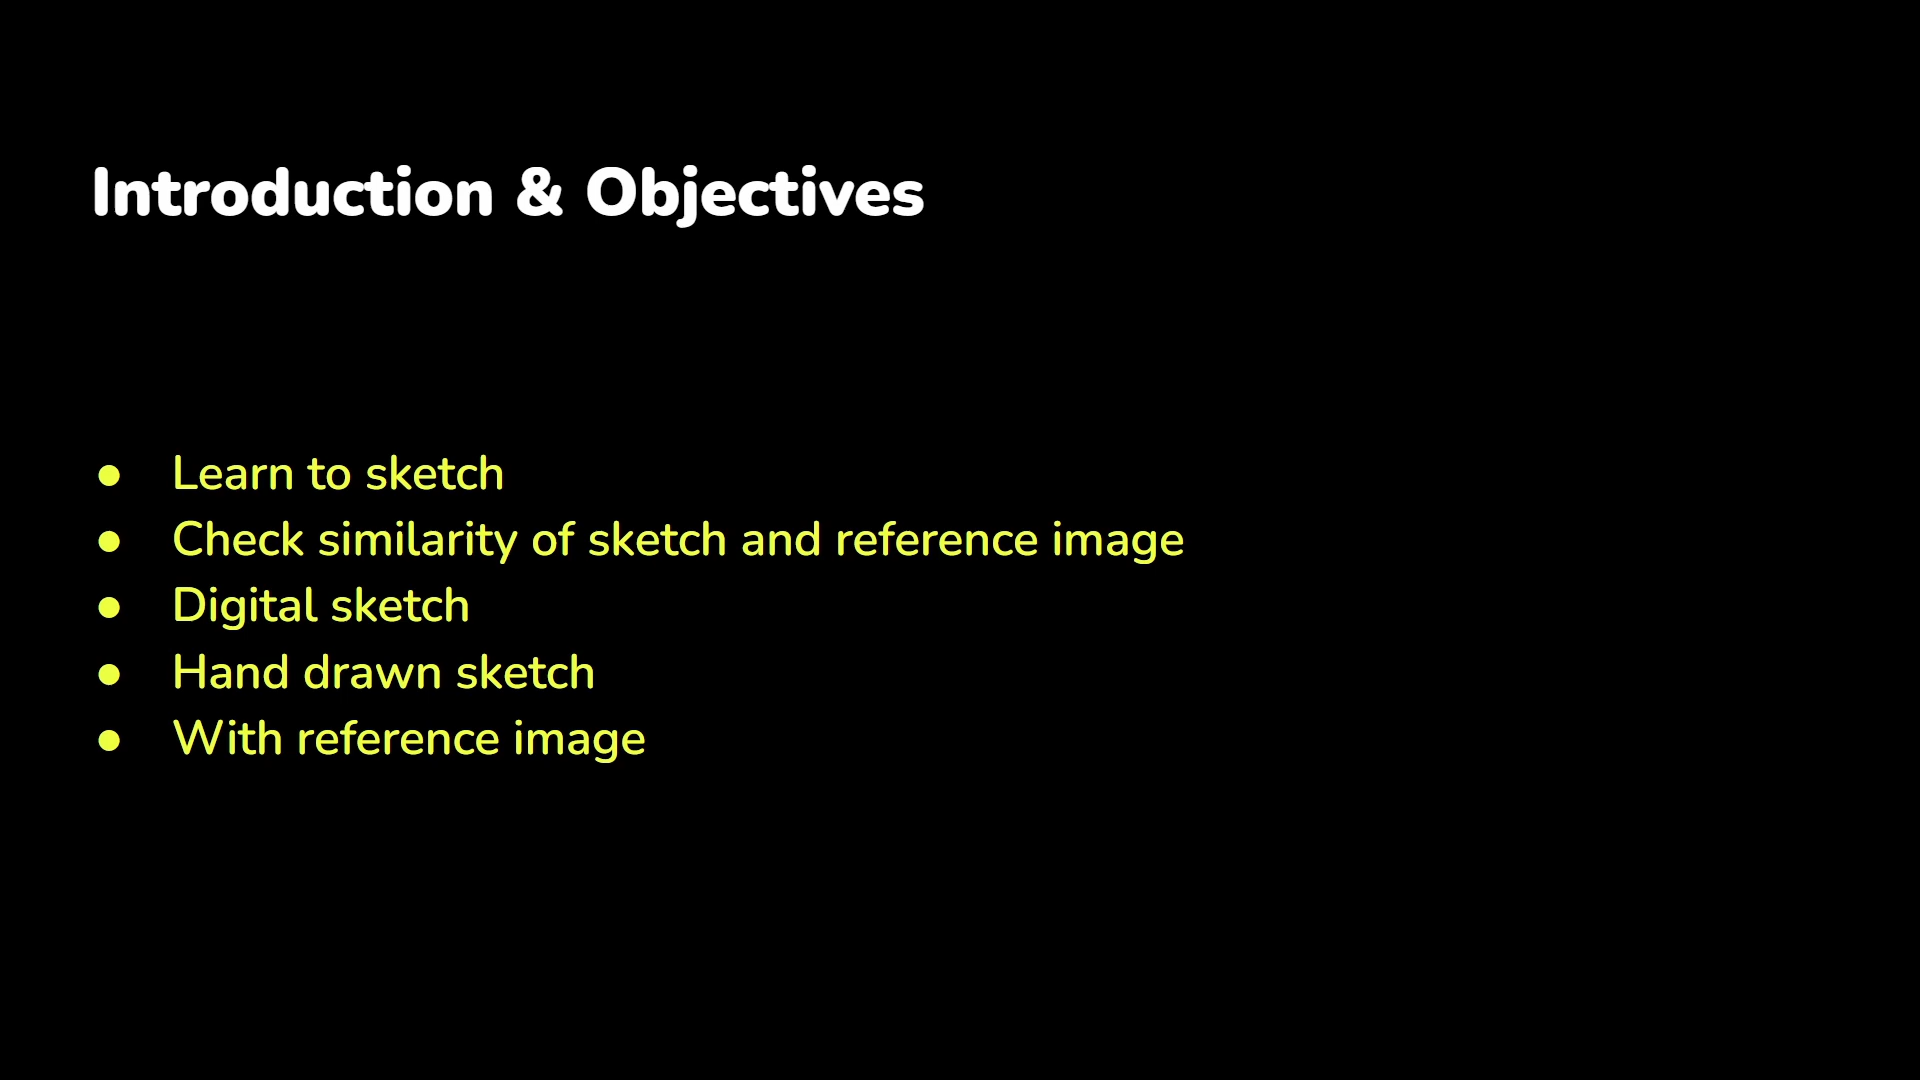 Introduction & Objectives
● Learn to sketch
● Check similarity of sketch and reference image
● Digital sketch
● Hand drawn sketch
● With reference image